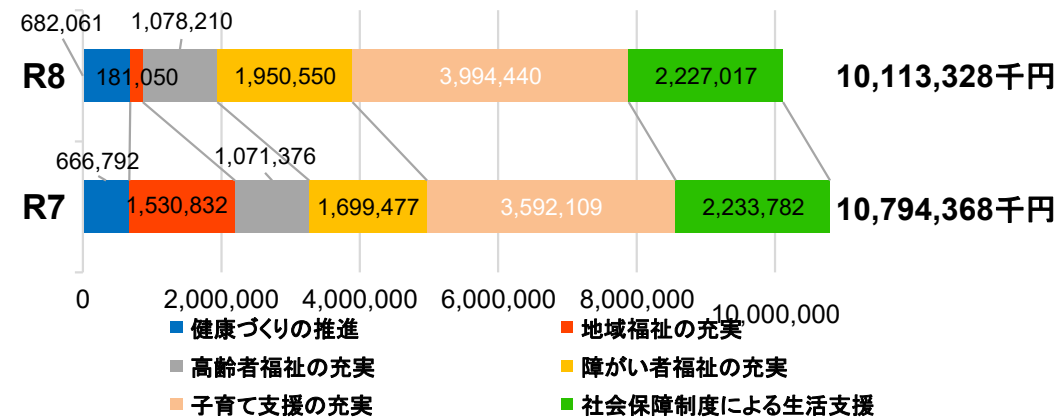 682,061
1,078,210
R8
181,050
1,950,550
3,994,440
2,227,017
10,113,328千円
666,792
1,071,376
R7
1,530,832
1,699,477
3,592,109
2,233,782
10,794,368千円
0
2,000,000
4,000,000
6,000,000
8,000,000
10,000,000
健康づくりの推進
地域福祉の充実
高齢者福祉の充実
障がい者福祉の充実
子育て支援の充実
社会保障制度による生活支援